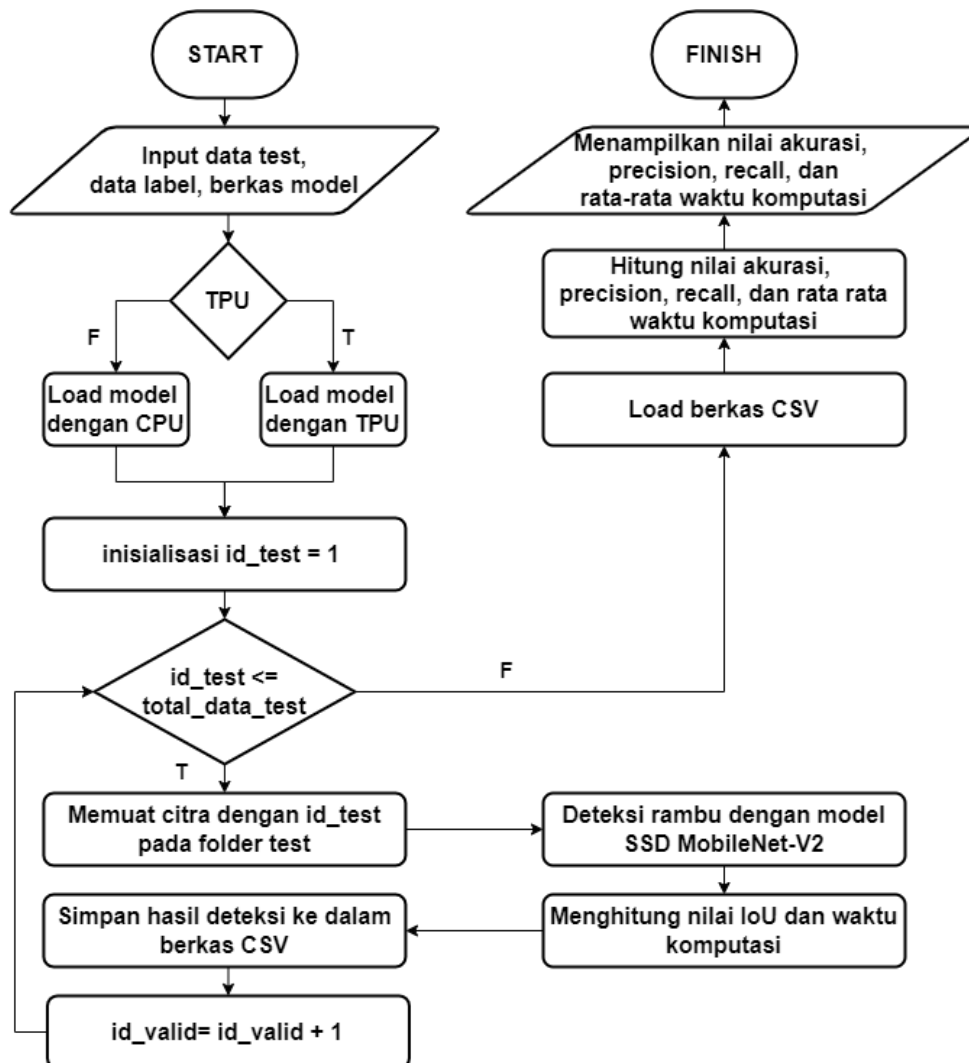 START
Input data test,
data label, berkas model
TPU
F
T
Load model
dengan CPU
Load model
dengan TPU
inisialisasi id_test = 1
id_test <=
total_data_test
F
T
Memuat citra dengan id_test
pada folder test
Deteksi rambu dengan model
SSD MobileNet-V2
Menghitung nilai IoU dan waktu
komputasi
Simpan hasil deteksi ke dalam
berkas CSV
id_valid= id_valid + 1
Load berkas CSV
Hitung nilai akurasi,
precision, recall, dan rata rata
waktu komputasi
Menampilkan nilai akurasi,
precision, recall, dan
rata-rata waktu komputasi
FINISH